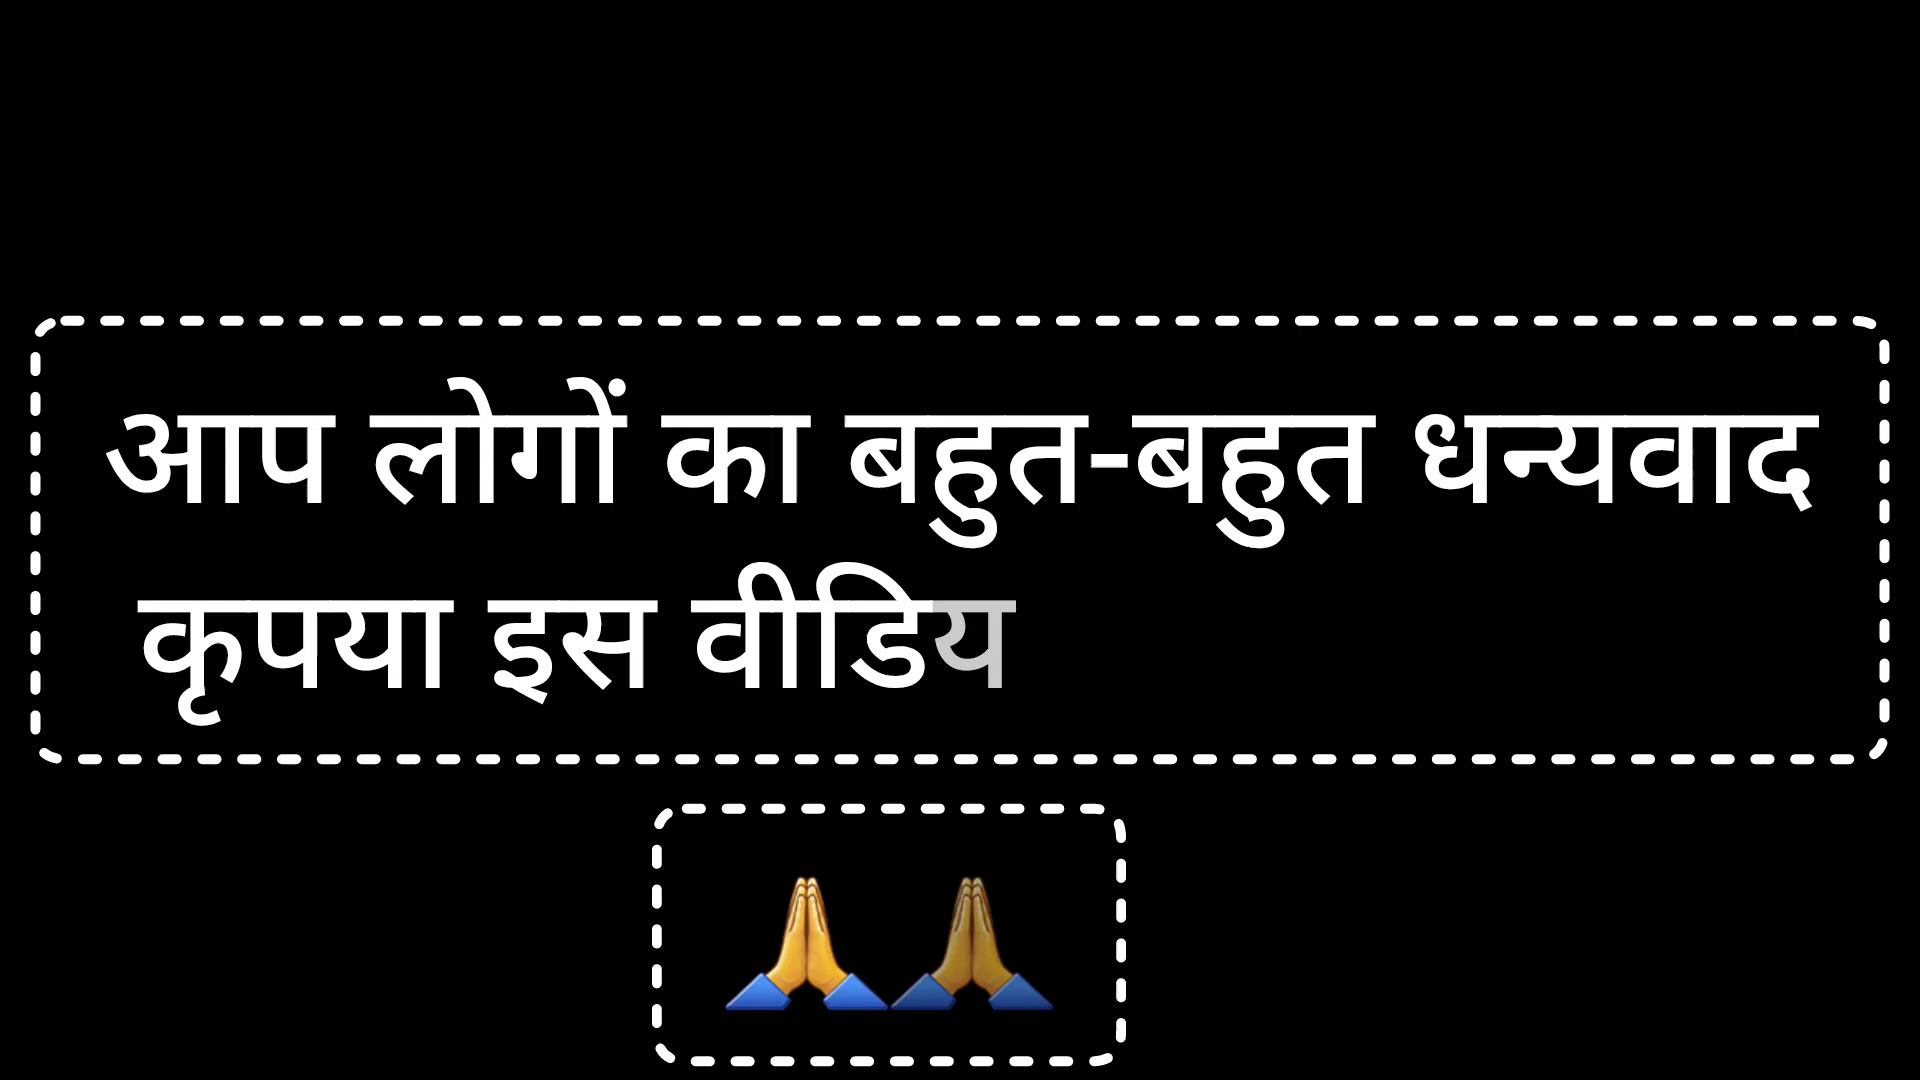 आप लोगों का बहुत-बहुत धन्यवाद
कृपया इस वीडिय
🙏🙏